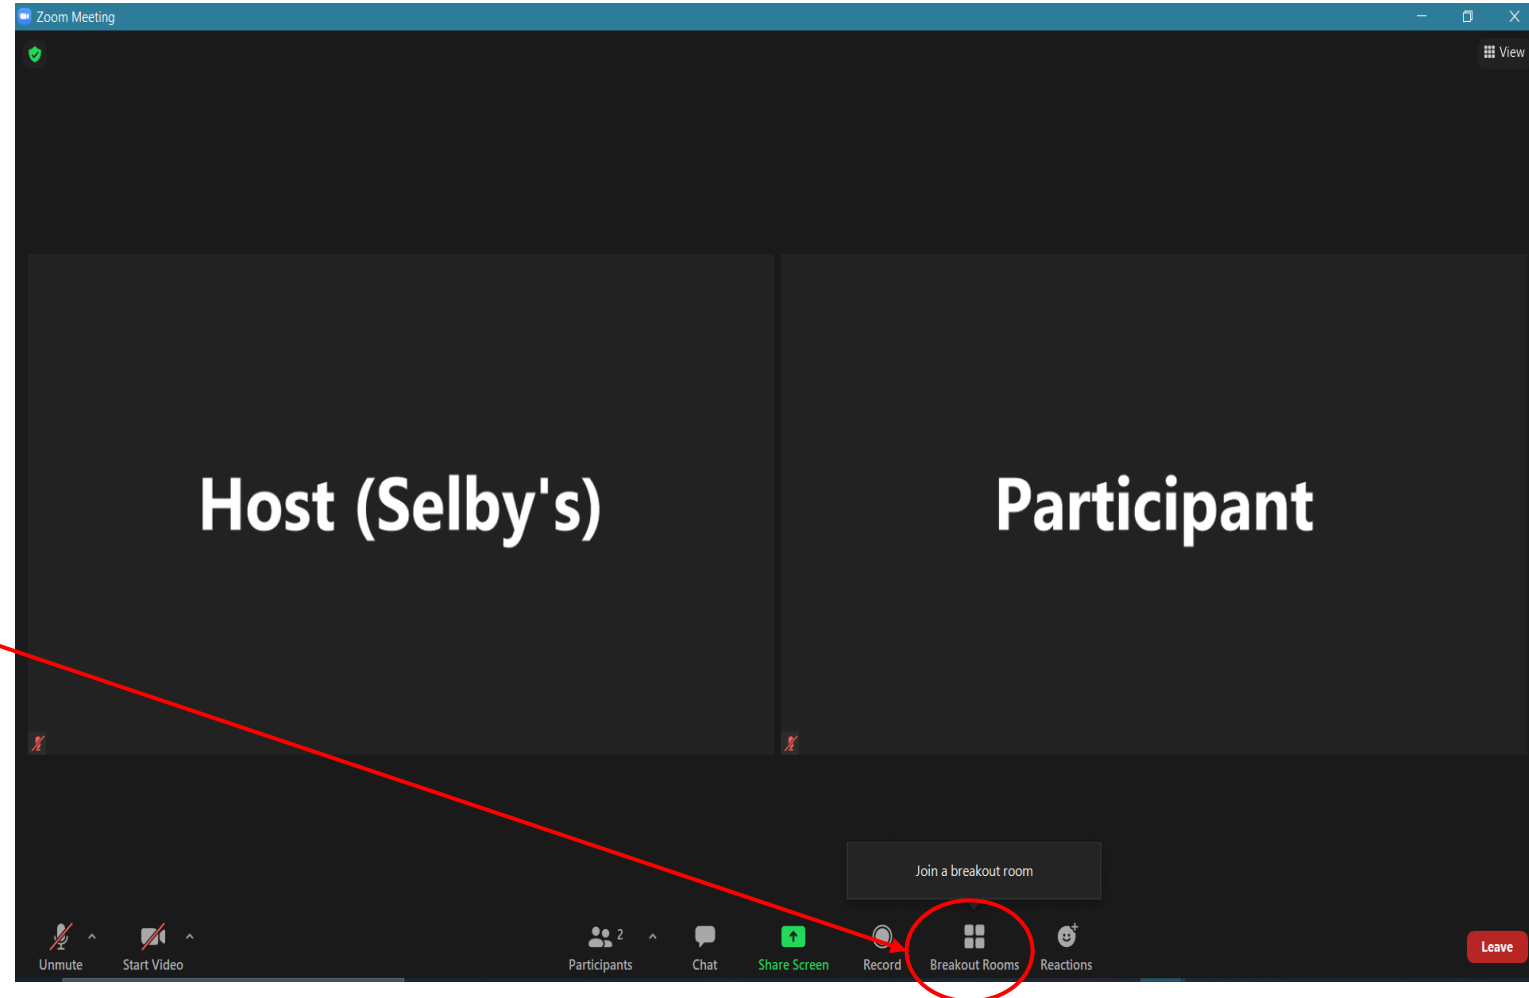 Zoom Meeting
View
Host (Selby's)
Participant
Join a breakout room
2
Unmute
Start Video
Participants
Chat
Share Screen
Record
Breakout Rooms
Reactions
Leave